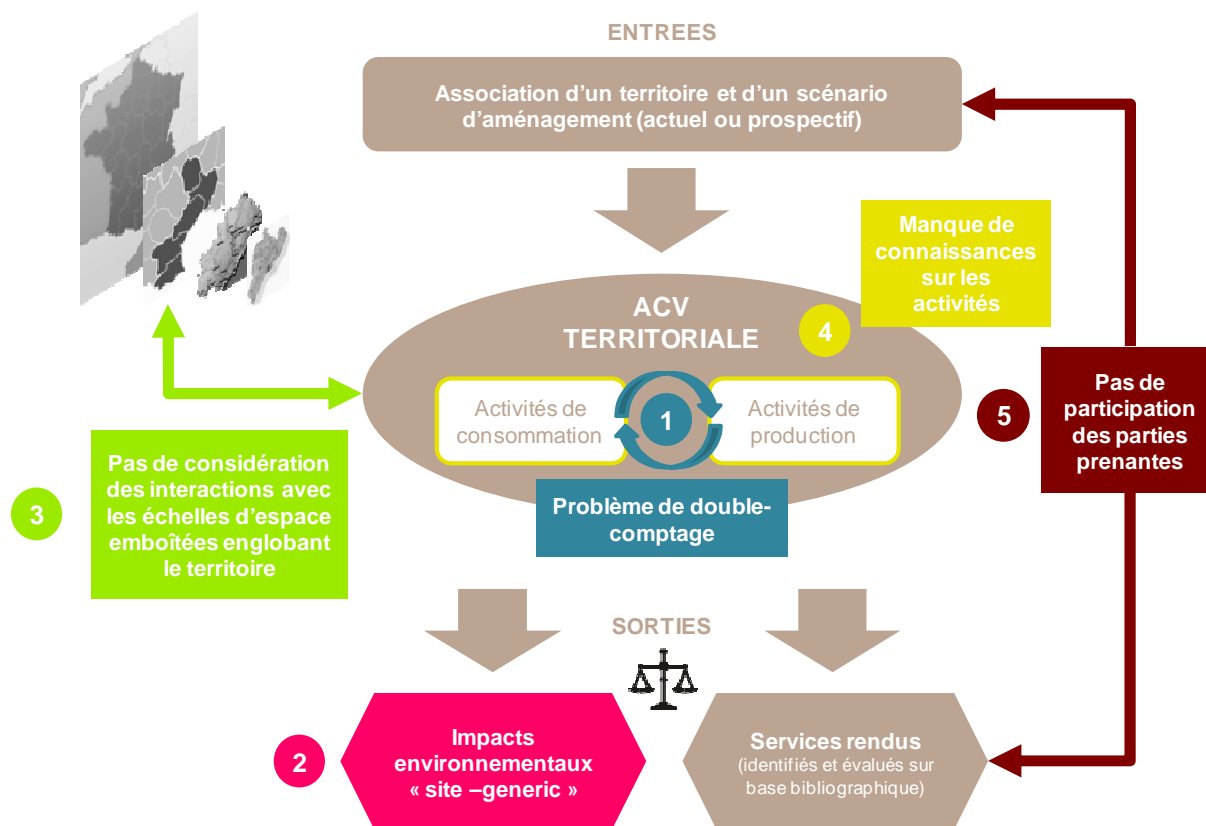 ENTREES
Association d'un territoire et d'un scénario
d'aménagement (actuel ou prospectif)
Manque de
connaissances
sur les
activités
ACV
TERRITORIALE
4
Activités de
consommation
1
Activités de
production
Problème de double-
comptage
3
Pas de considération
des interactions avec
les échelles d'espace
emboîtées englobant
le territoire
5
Pas de
participation
des parties
prenantes
SORTIES
2
Impacts
environnementaux
« site –generic »
Services rendus
(identifiés et évalués sur
base bibliographique)